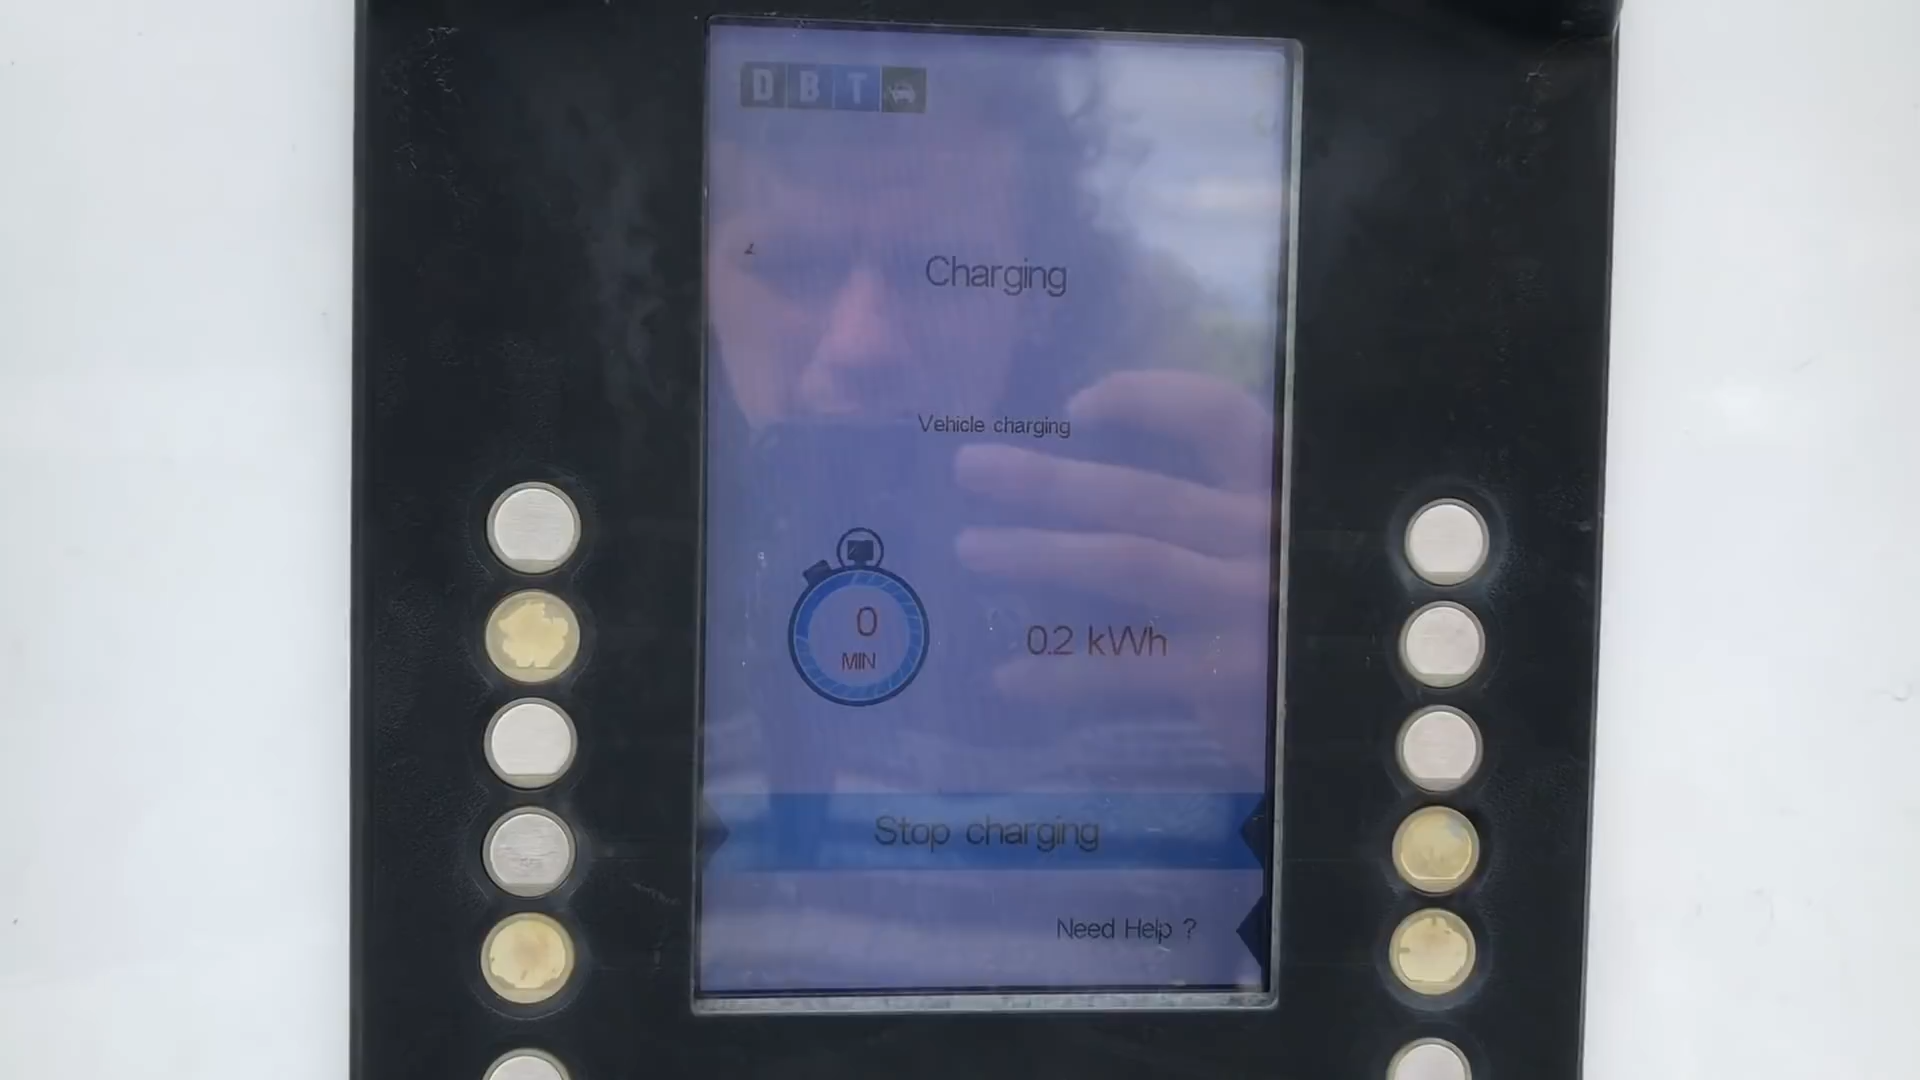 DBT
Charging
Vehicle charging
0
MIN
0.2 kWh
Stop charging
Need Help ?